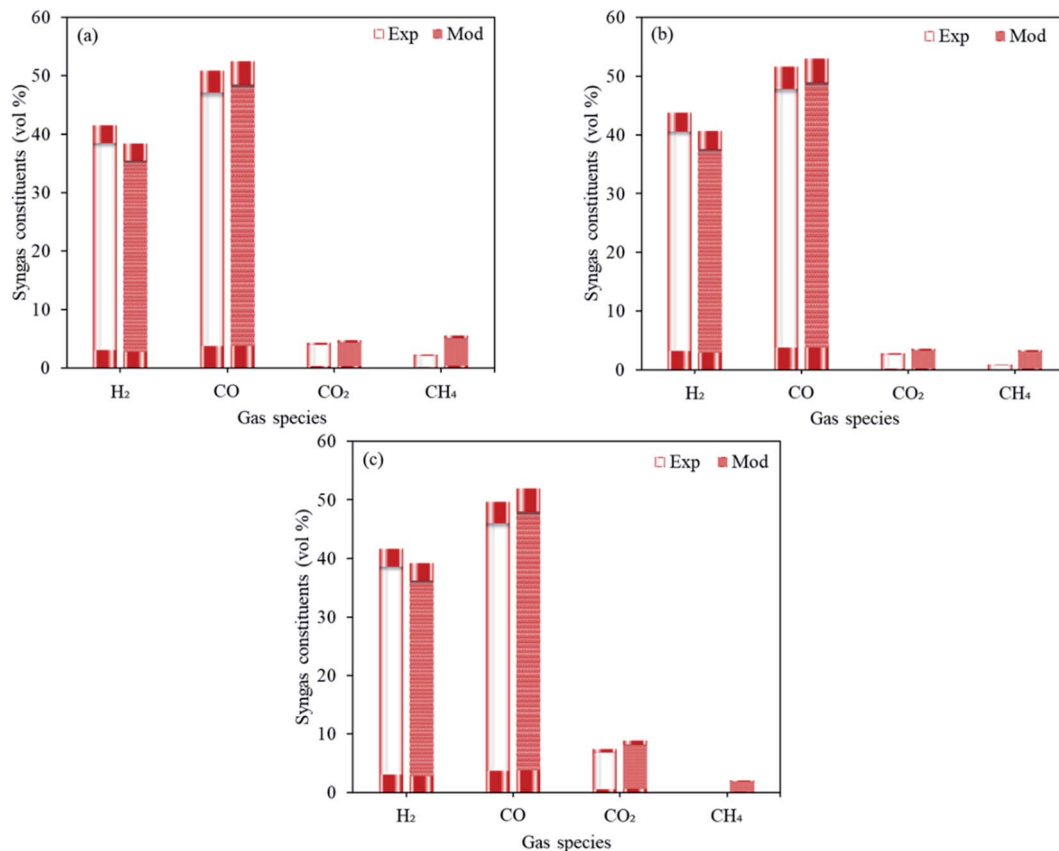 (a)
Exp Mod
60
50
40
30
20
10
0
Syngas constituents (vol %)
H₂ CO CO₂ CH₄
Gas species
(b)
Exp Mod
60
50
40
30
20
10
0
Syngas constituents (vol %)
H₂ CO CO₂ CH₄
Gas species
(c)
Exp Mod
60
50
40
30
20
10
0
Syngas constituents (vol %)
H₂ CO CO₂ CH₄
Gas species